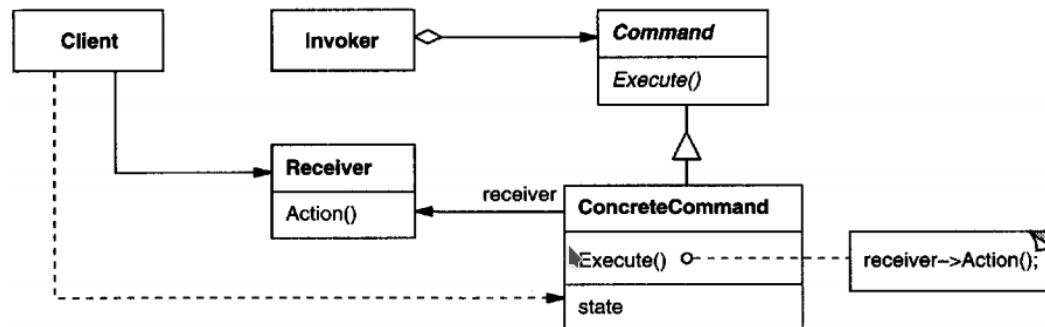 Client
Invoker
Command
Execute()
Receiver
Action()
receiver
ConcreteCommand
Execute()
receiver->Action();
state